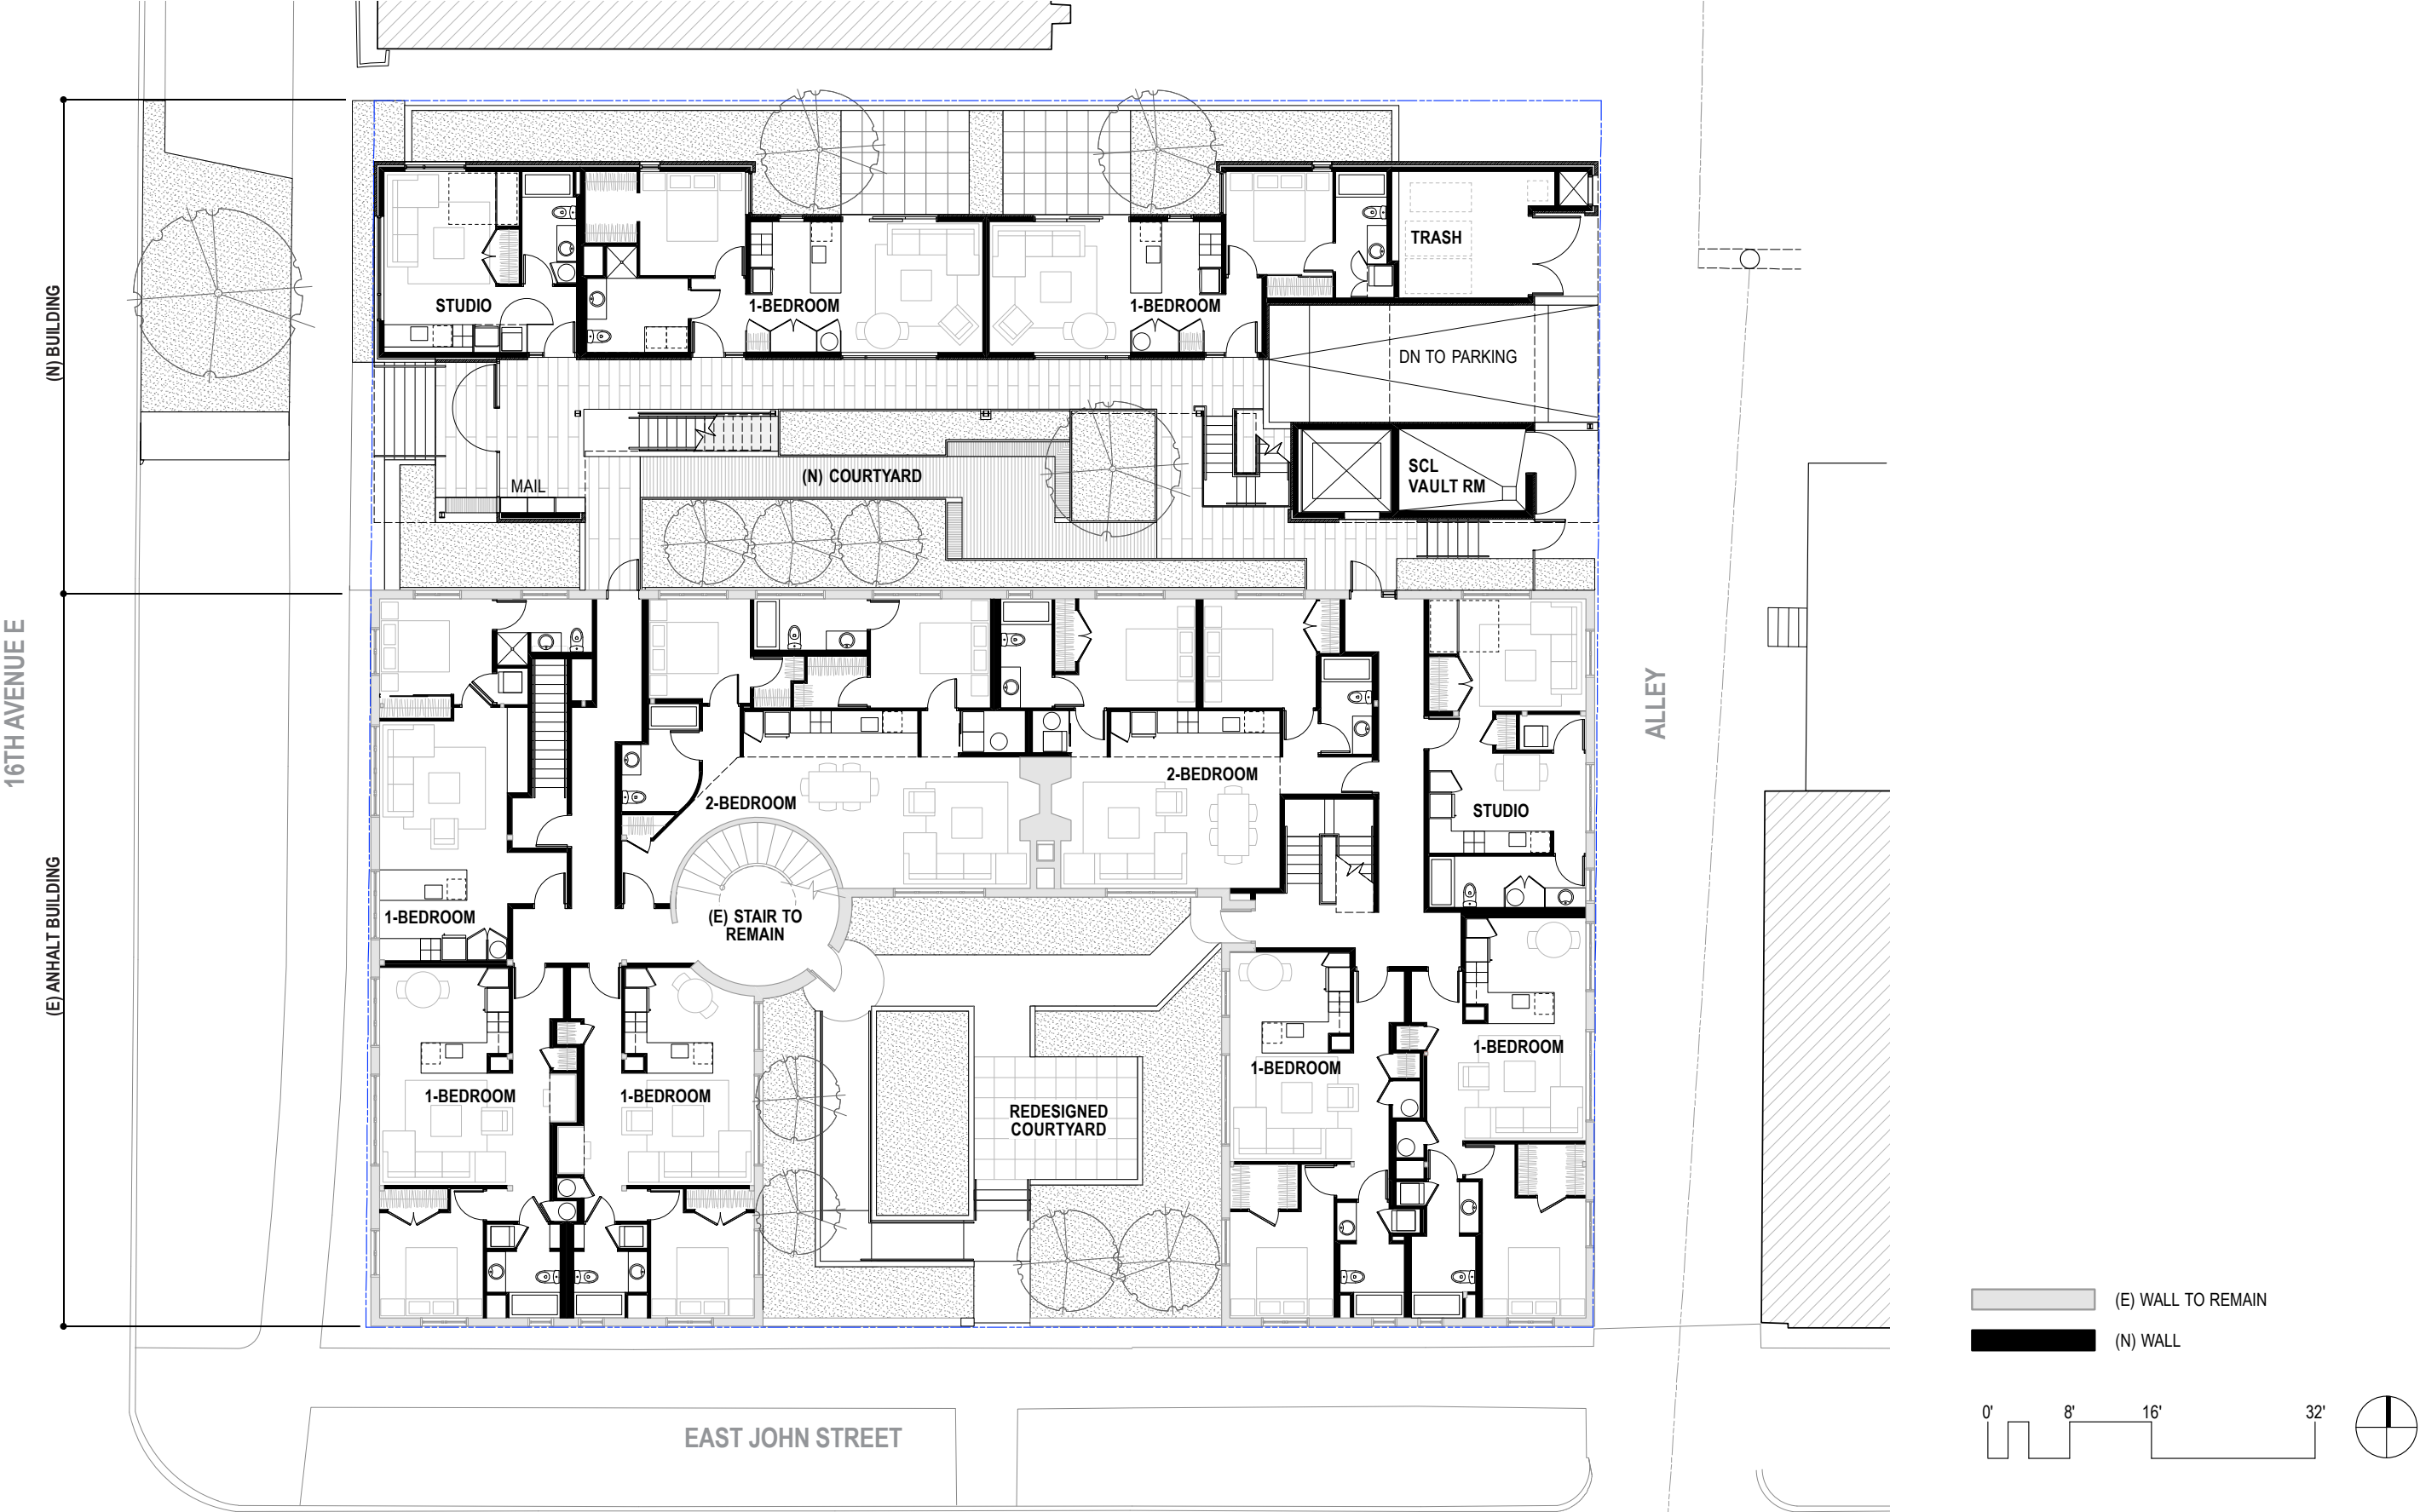 (N) BUILDING
STUDIO
1-BEDROOM
1-BEDROOM
TRASH
DN TO PARKING
MAIL
(N) COURTYARD
SCL
VAULT RM
16TH AVENUE E
ALLEY
(E) ANHALT BUILDING
2-BEDROOM
2-BEDROOM
STUDIO
1-BEDROOM
(E) STAIR TO
REMAIN
1-BEDROOM
1-BEDROOM
REDESIGNED
COURTYARD
1-BEDROOM
1-BEDROOM
EAST JOHN STREET
(E) WALL TO REMAIN
(N) WALL
0' 8' 16' 32'